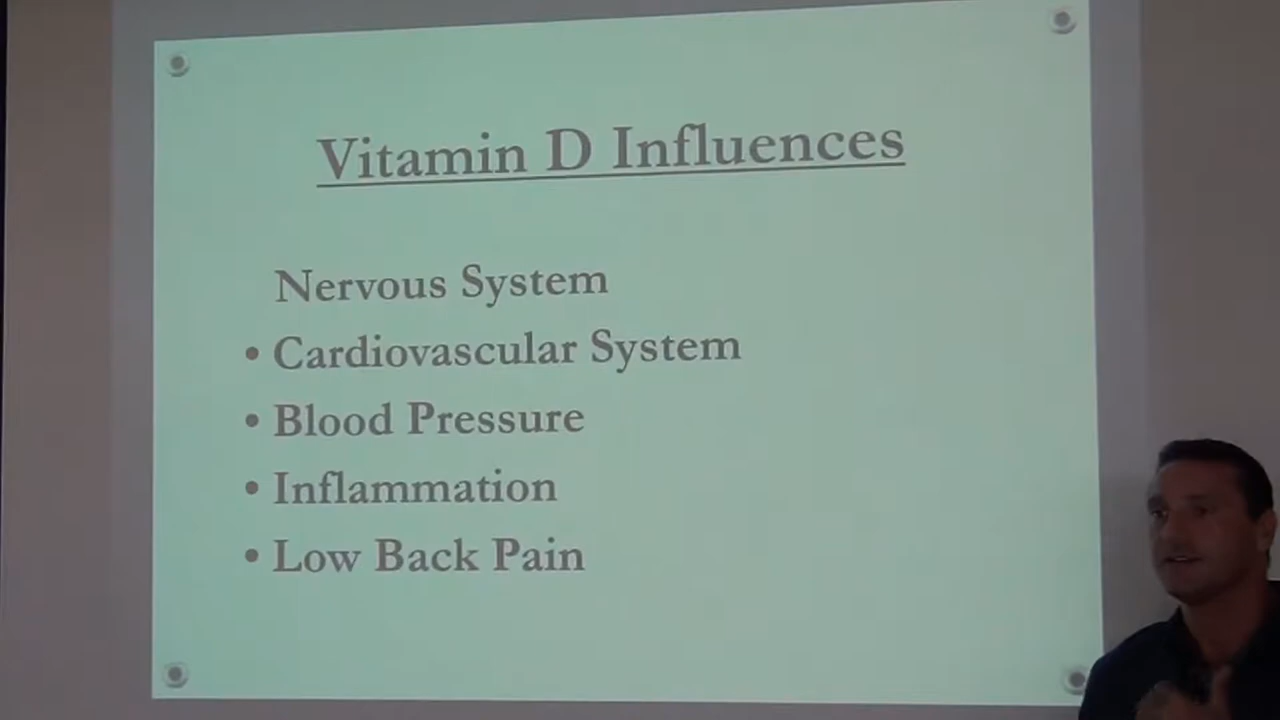 Vitamin D Influences
Nervous System
• Cardiovascular System
• Blood Pressure
• Inflammation
• Low Back Pain